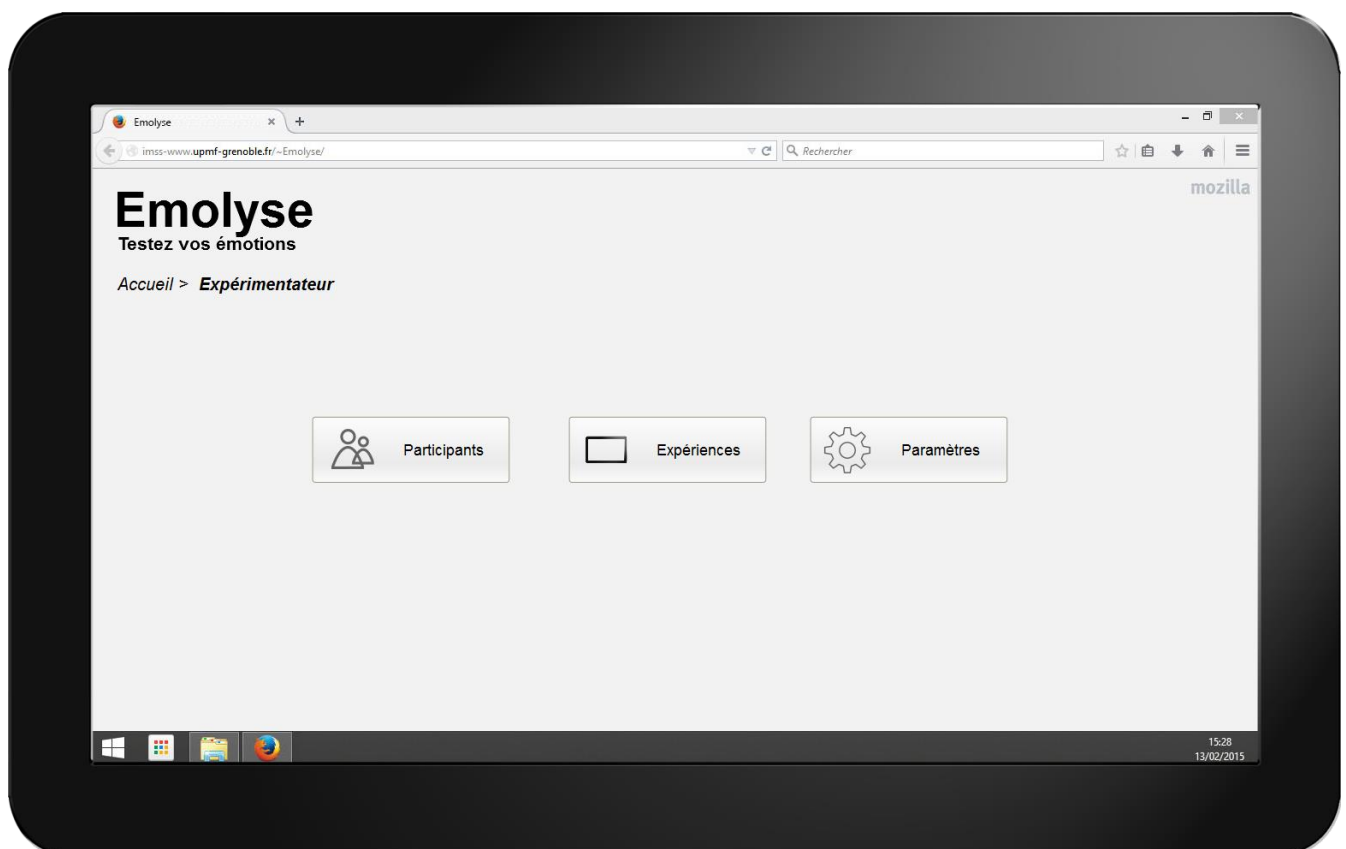 Emolyse
imss-www.upmf-grenoble.fr/~Emolyse/
Rechercher
mozilla
Emolyse
Testez vos émotions
Accueil > Expérimentateur
Participants
Expériences
Paramètres
15:28
13/02/2015